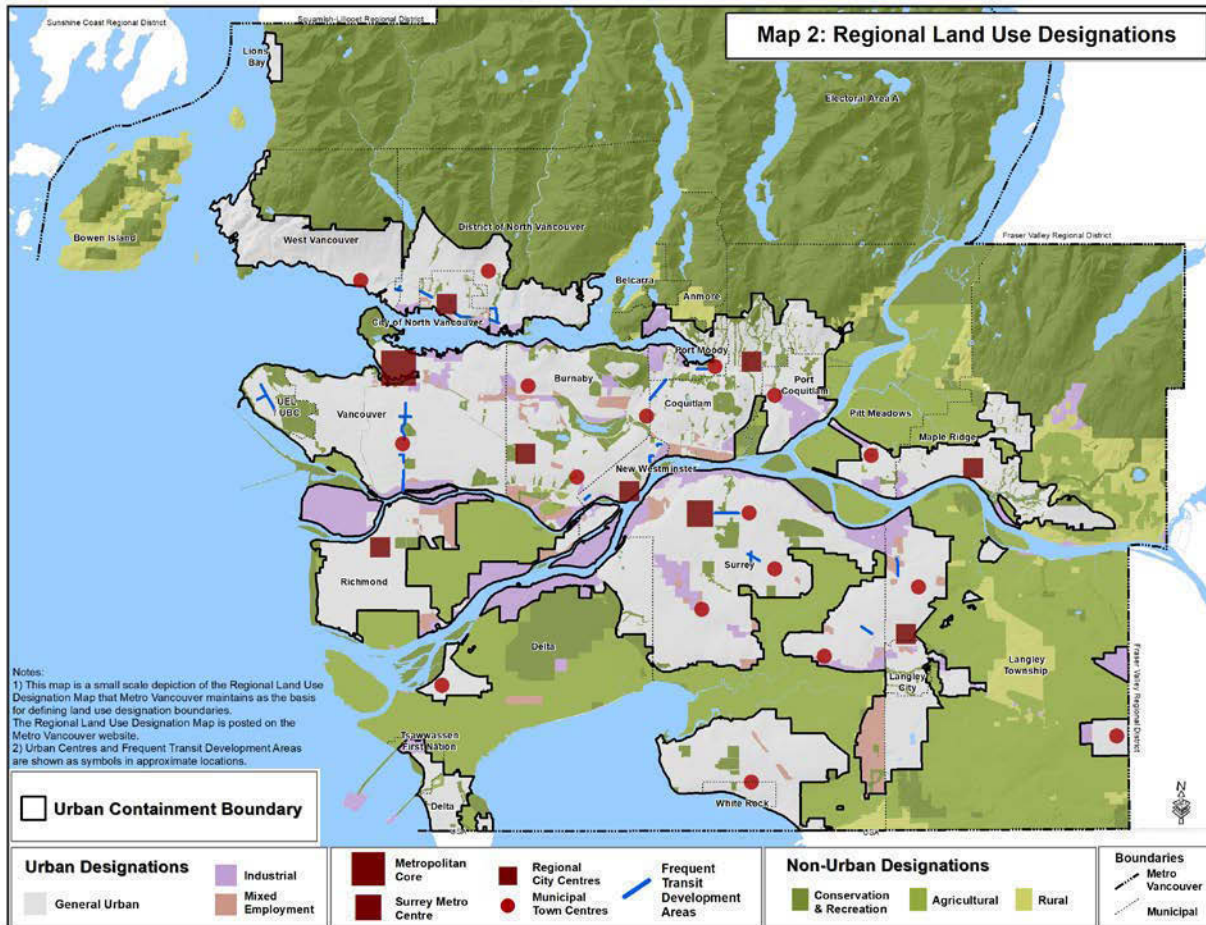 Sunshine Coast Regional District
Squamish-Lillooet Regional District
Map 2: Regional Land Use Designations
Lions
Bay
Electoral Area A
Bowen Island
West Vancouver
District of North Vancouver
Fraser Valley Regional District
Belcarra
Anmore
City of North Vancouver
Port Moody
Burnaby
Port
Coquitlam
UEL
UBC
Vancouver
Coquitlam
Pitt Meadows
Maple Ridge
New Westminster
Richmond
Surrey
Delta
Langley
Township
Langley
City
Fraser Valley Regional District
Notes:
1) This map is a small scale depiction of the Regional Land Use
Designation Map that Metro Vancouver maintains as the basis
for defining land use designation boundaries.
The Regional Land Use Designation Map is posted on the
Metro Vancouver website.
2) Urban Centres and Frequent Transit Development Areas
are shown as symbols in approximate locations.
Tsawwassen
First Nation
Delta
White Rock
USA
USA
N
Urban Containment Boundary
Urban Designations
General Urban
Industrial
Mixed
Employment
Metropolitan
Core
Surrey Metro
Centre
Regional
City Centres
Municipal
Town Centres
Frequent
Transit
Development
Areas
Non-Urban Designations
Conservation
& Recreation
Agricultural
Rural
Boundaries
Metro
Vancouver
Municipal